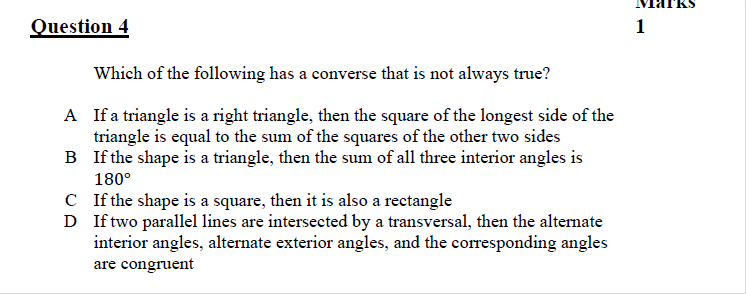 Marks
Question 4
1
Which of the following has a converse that is not always true?
A If a triangle is a right triangle, then the square of the longest side of the
triangle is equal to the sum of the squares of the other two sides
B If the shape is a triangle, then the sum of all three interior angles is
180°
C If the shape is a square, then it is also a rectangle
D If two parallel lines are intersected by a transversal, then the alternate
interior angles, alternate exterior angles, and the corresponding angles
are congruent